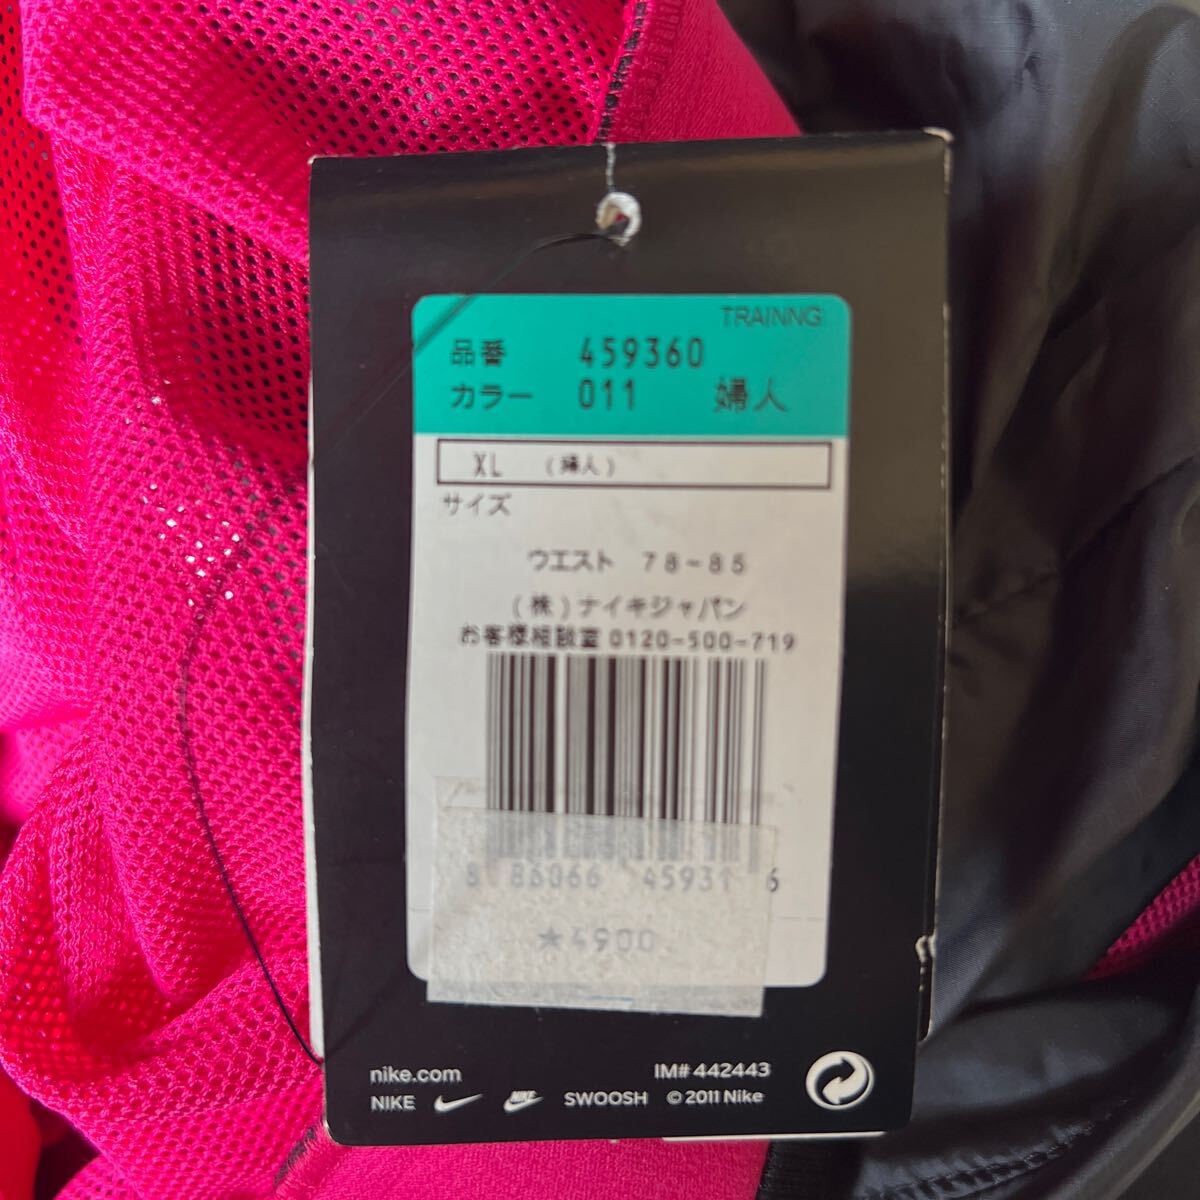 TRAINNG
品番 459360
カラー 011 婦人
XL (婦人)
サイズ
ウエスト 78-85
(株)ナイキジャパン
お客様相談室 0120-500-719
8 86066 45931 6
★4900
nike.com IM# 442443
NIKE NIKE SWOOSH © 2011 Nike